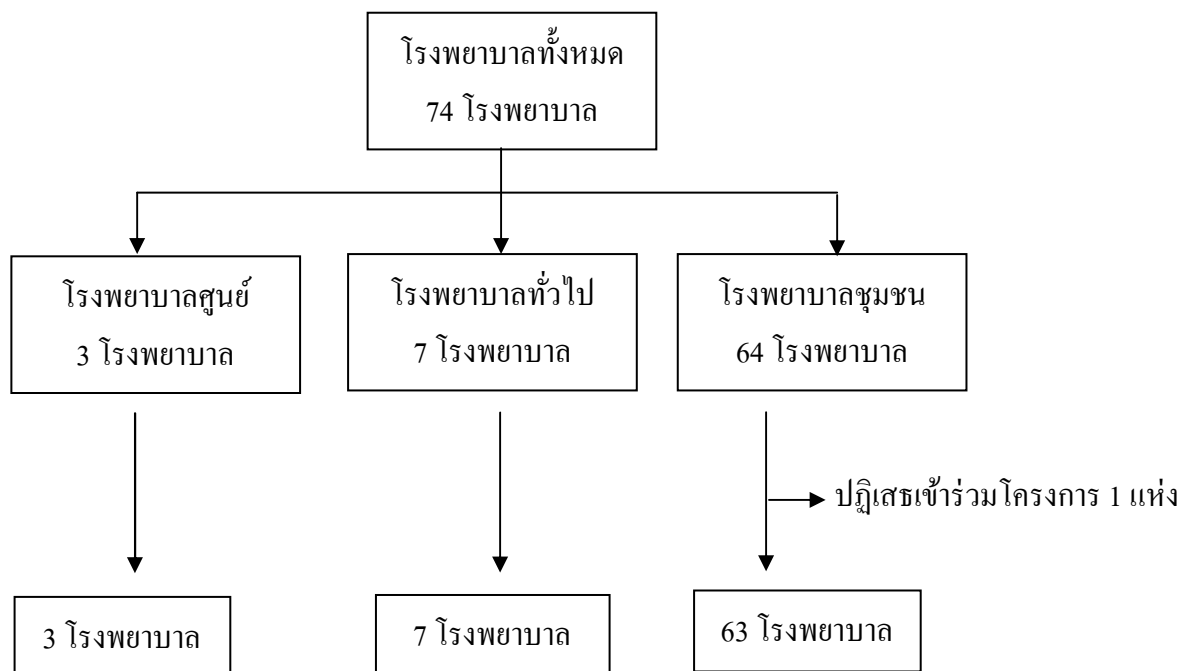 โรงพยาบาลทั้งหมด
74 โรงพยาบาล
โรงพยาบาลศูนย์
3 โรงพยาบาล
โรงพยาบาลทั่วไป
7 โรงพยาบาล
โรงพยาบาลชุมชน
64 โรงพยาบาล
ปฏิเสธเข้าร่วมโครงการ 1 แห่ง
3 โรงพยาบาล
7 โรงพยาบาล
63 โรงพยาบาล